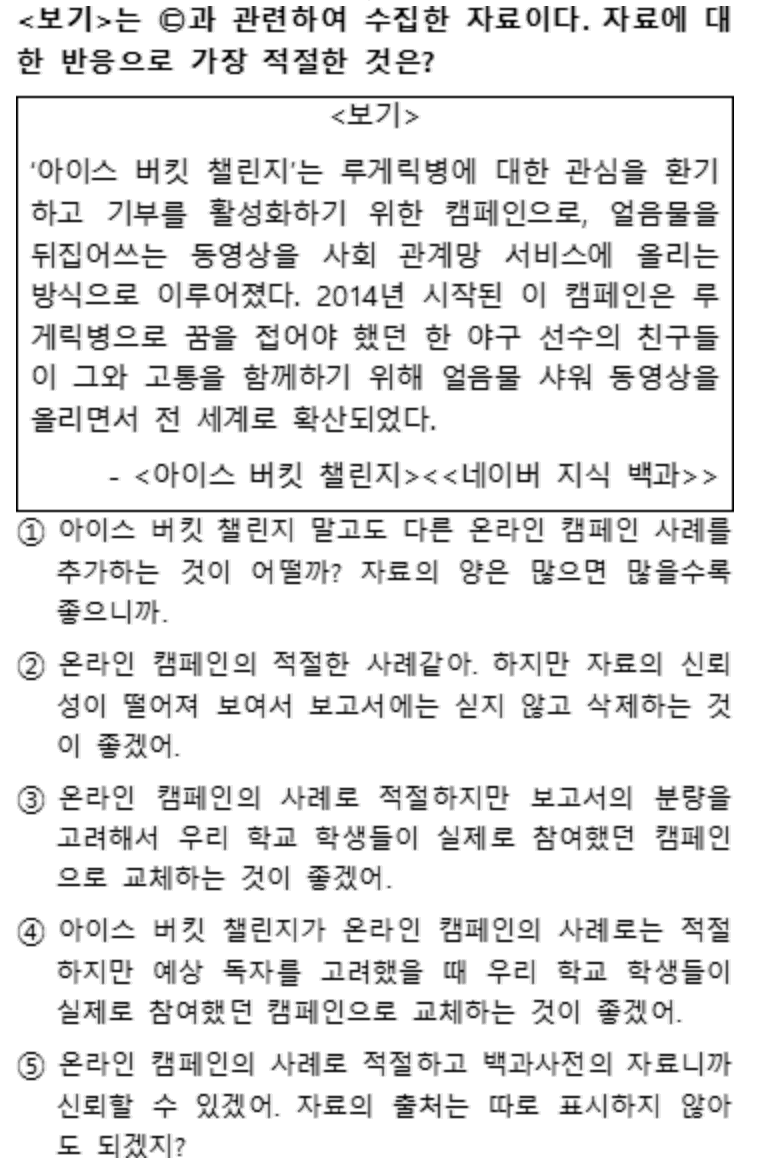 <보기>는 ㉢과 관련하여 수집한 자료이다. 자료에 대
한 반응으로 가장 적절한 것은?
<보기>
‘아이스 버킷 챌린지’는 루게릭병에 대한 관심을 환기
하고 기부를 활성화하기 위한 캠페인으로, 얼음물을
뒤집어쓰는 동영상을 사회 관계망 서비스에 올리는
방식으로 이루어졌다. 2014년 시작된 이 캠페인은 루
게릭병으로 꿈을 접어야 했던 한 야구 선수의 친구들
이 그와 고통을 함께하기 위해 얼음물 샤워 동영상을
올리면서 전 세계로 확산되었다.
- <아이스 버킷 챌린지><<네이버 지식 백과>>
① 아이스 버킷 챌린지 말고도 다른 온라인 캠페인 사례를
추가하는 것이 어떨까? 자료의 양은 많으면 많을수록
좋으니까.
② 온라인 캠페인의 적절한 사례같아. 하지만 자료의 신뢰
성이 떨어져 보여서 보고서에는 싣지 않고 삭제하는 것
이 좋겠어.
③ 온라인 캠페인의 사례로 적절하지만 보고서의 분량을
고려해서 우리 학교 학생들이 실제로 참여했던 캠페인
으로 교체하는 것이 좋겠어.
④ 아이스 버킷 챌린지가 온라인 캠페인의 사례로는 적절
하지만 예상 독자를 고려했을 때 우리 학교 학생들이
실제로 참여했던 캠페인으로 교체하는 것이 좋겠어.
⑤ 온라인 캠페인의 사례로 적절하고 백과사전의 자료니까
신뢰할 수 있겠어. 자료의 출처는 따로 표시하지 않아
도 되겠지?